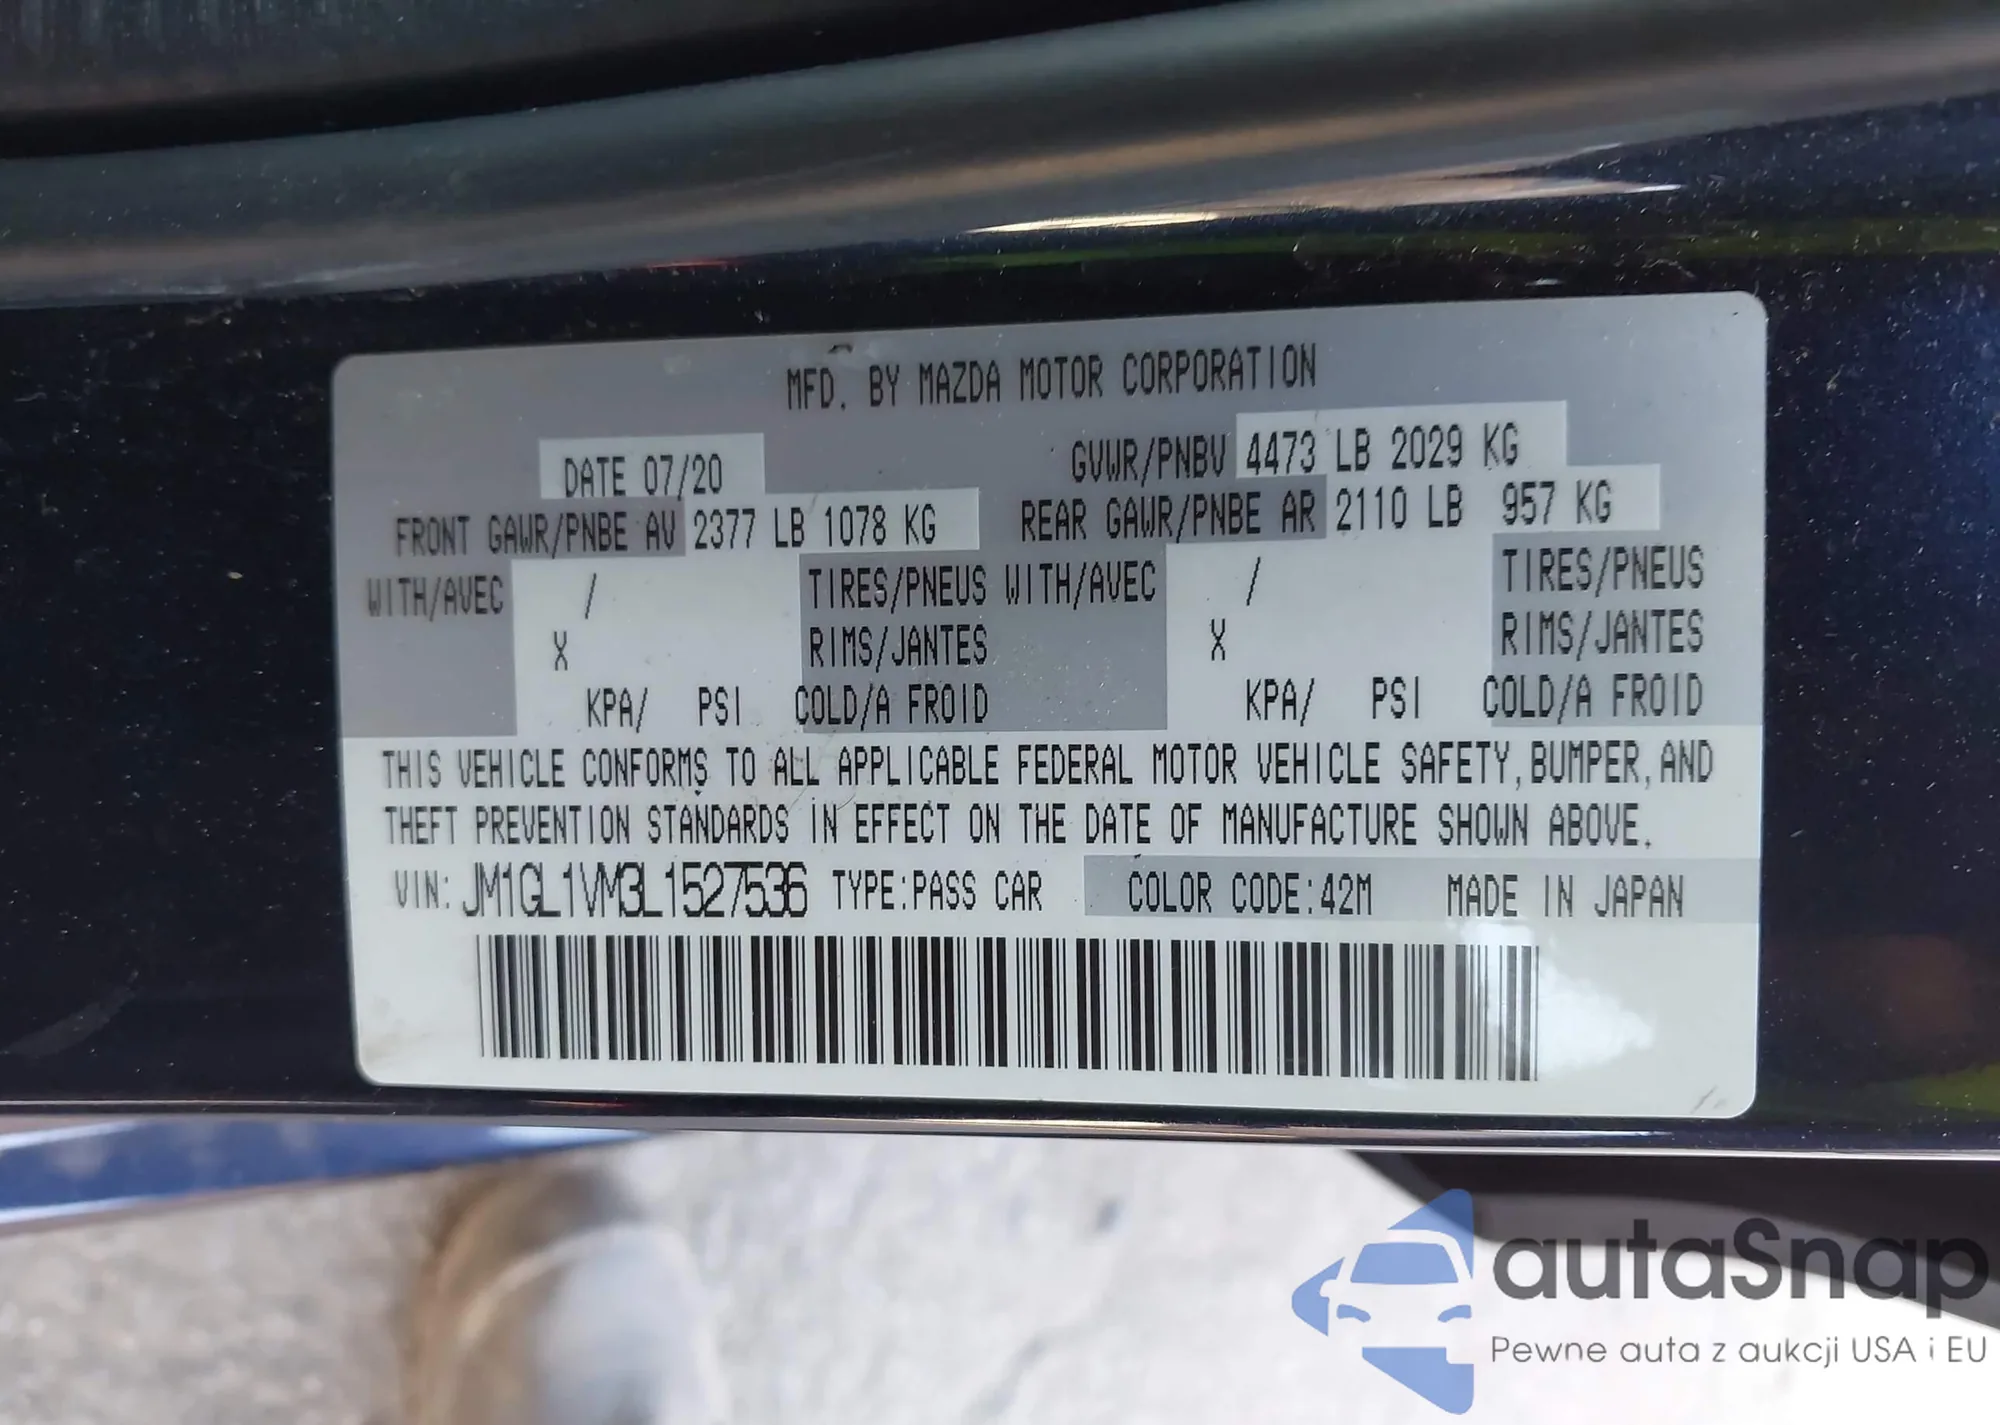 MFD. BY MAZDA MOTOR CORPORATION
DATE 07/20 GVWR/PNBV 4473 LB 2029 KG
FRONT GAWR/PNBE AV 2377 LB 1078 KG REAR GAWR/PNBE AR 2110 LB 957 KG
WITH/AVEC / TIRES/PNEUS WITH/AVEC / TIRES/PNEUS
X RIMS/JANTES X RIMS/JANTES
KPA/ PSI COLD/A FROID KPA/ PSI COLD/A FROID
THIS VEHICLE CONFORMS TO ALL APPLICABLE FEDERAL MOTOR VEHICLE SAFETY, BUMPER, AND
THEFT PREVENTION STANDARDS IN EFFECT ON THE DATE OF MANUFACTURE SHOWN ABOVE.
VIN: JM1GL1VM3L1527536 TYPE: PASS CAR COLOR CODE: 42M MADE IN JAPAN
autaSnap
Pewne auta z aukcji USA i EU